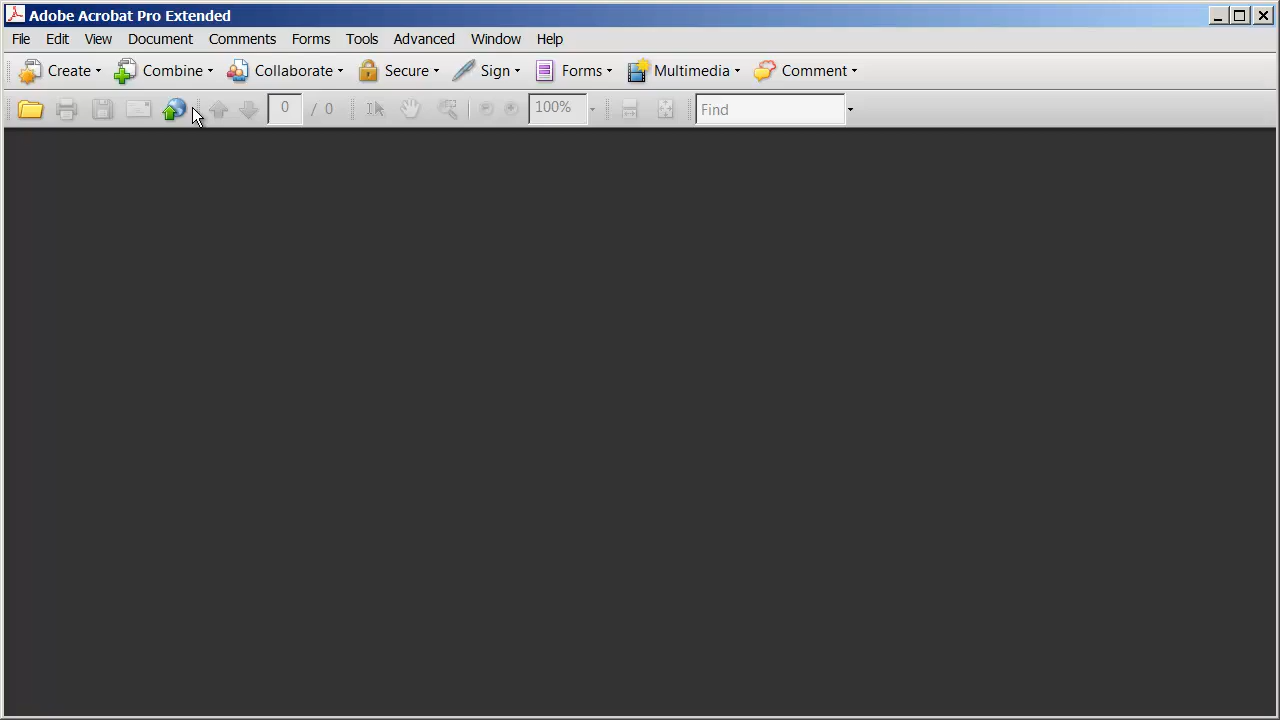 Adobe Acrobat Pro Extended
File Edit View Document Comments Forms Tools Advanced Window Help
Create Combine Collaborate Secure Sign Forms Multimedia Comment
0 / 0 100% Find